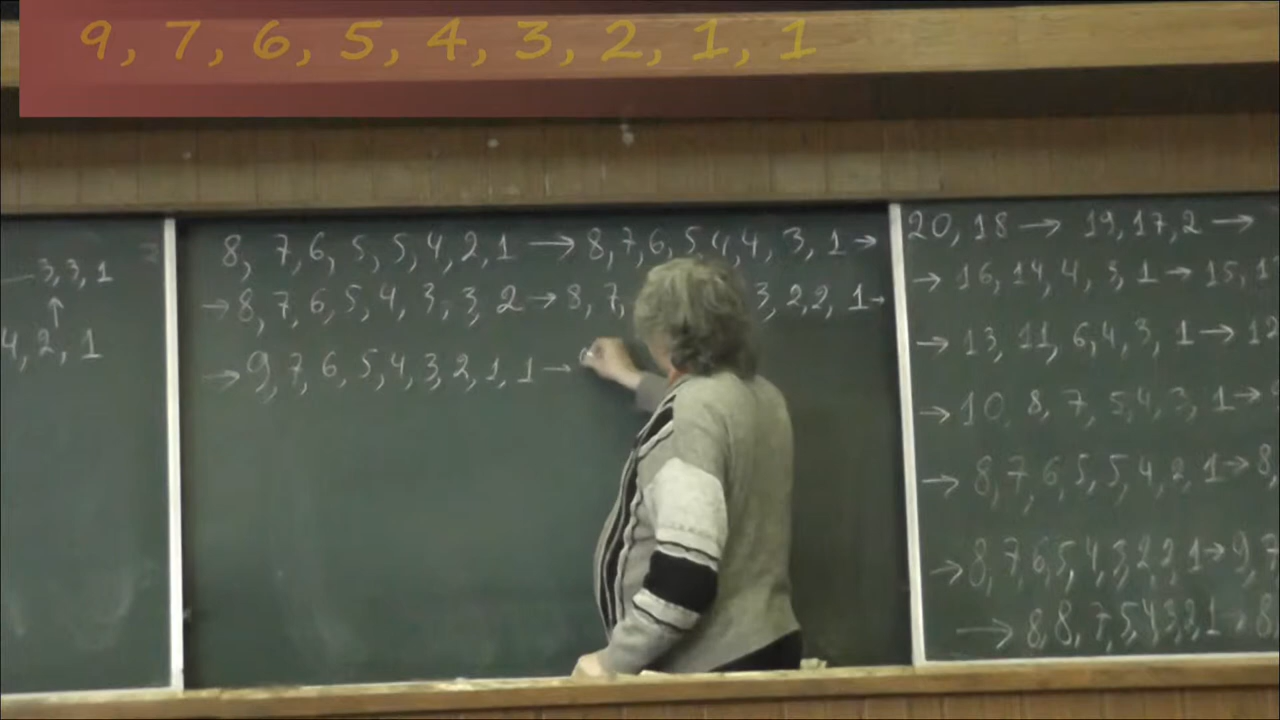 9, 7, 6, 5, 4, 3, 2, 1, 1
3, 3, 1
↑
4, 2, 1
8, 7, 6, 5, 5, 4, 2, 1 → 8, 7, 6, 5, 4, 4, 3, 1 →
→ 8, 7, 6, 5, 4, 3, 3, 2 → 8, 7, 3, 2, 2, 1 →
→ 9, 7, 6, 5, 4, 3, 2, 1, 1 →
20, 18 → 19, 17, 2 →
→ 16, 14, 4, 3, 1 → 15, 1
→ 13, 11, 6, 4, 3, 1 → 12
→ 10 8, 7, 5, 4, 3, 1 →
→ 8, 7, 6, 5, 5, 4, 2, 1 → 8,
→ 8, 7, 6, 5, 4, 3, 2, 2, 1 → 9, 7
→ 8, 8, 7, 5, 4, 3, 2, 1 → 8